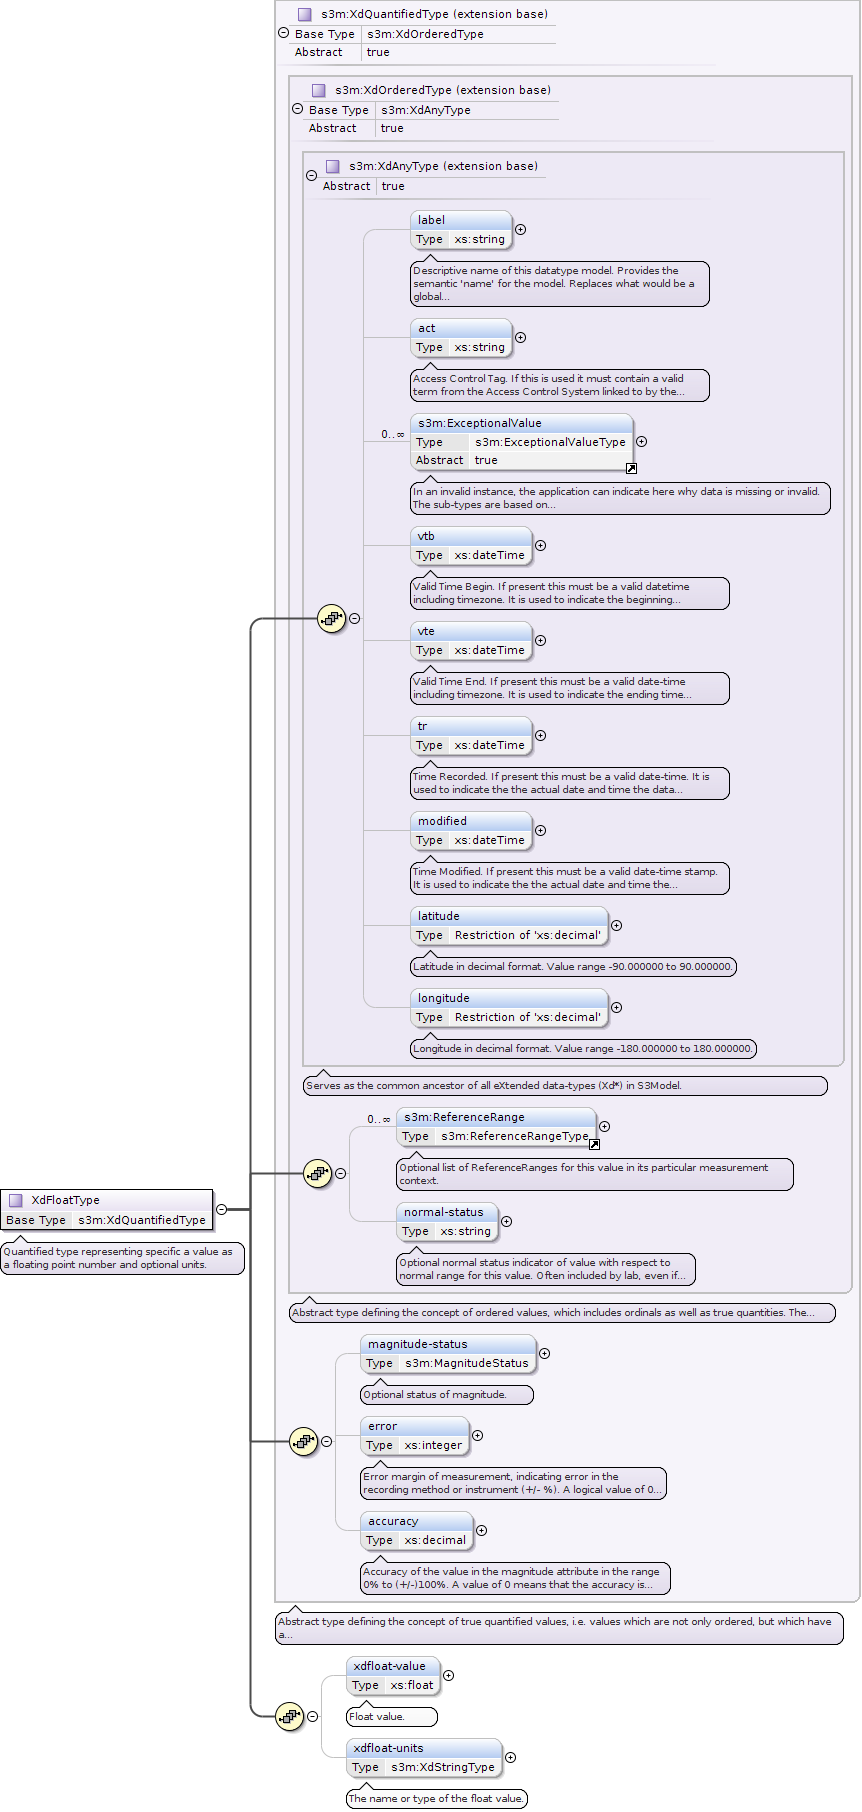 s3m:XdQuantifiedType (extension base)
Base Type s3m:XdOrderedType
Abstract true
s3m:XdOrderedType (extension base)
Base Type s3m:XdAnyType
Abstract true
s3m:XdAnyType (extension base)
Abstract true
label
Type xs:string
Descriptive name of this datatype model. Provides the
semantic 'name' for the model. Replaces what would be a
global...
act
Type xs:string
Access Control Tag. If this is used it must contain a valid
term from the Access Control System linked to by the...
0..∞
s3m:ExceptionalValue
Type s3m:ExceptionalValueType
Abstract true
In an invalid instance, the application can indicate here why data is missing or invalid.
The sub-types are based on...
vtb
Type xs:dateTime
Valid Time Begin. If present this must be a valid datetime
including timezone. It is used to indicate the beginning...
vte
Type xs:dateTime
Valid Time End. If present this must be a valid date-time
including timezone. It is used to indicate the ending time...
tr
Type xs:dateTime
Time Recorded. If present this must be a valid date-time. It is
used to indicate the the actual date and time the data...
modified
Type xs:dateTime
Time Modified. If present this must be a valid date-time stamp.
It is used to indicate the the actual date and time the...
latitude
Type Restriction of 'xs:decimal'
Latitude in decimal format. Value range -90.000000 to 90.000000.
longitude
Type Restriction of 'xs:decimal'
Longitude in decimal format. Value range -180.000000 to 180.000000.
Serves as the common ancestor of all eXtended data-types (Xd*) in S3Model.
0..∞
s3m:ReferenceRange
Type s3m:ReferenceRangeType
Optional list of ReferenceRanges for this value in its particular measurement
context.
normal-status
Type xs:string
Optional normal status indicator of value with respect to
normal range for this value. Often included by lab, even if...
XdFloatType
Base Type s3m:XdQuantifiedType
Quantified type representing specific a value as
a floating point number and optional units.
Abstract type defining the concept of ordered values, which includes ordinals as well as true quantities. The...
magnitude-status
Type s3m:MagnitudeStatus
Optional status of magnitude.
error
Type xs:integer
Error margin of measurement, indicating error in the
recording method or instrument (+/- %). A logical value of 0...
accuracy
Type xs:decimal
Accuracy of the value in the magnitude attribute in the range
0% to (+/-)100%. A value of 0 means that the accuracy is...
Abstract type defining the concept of true quantified values, i.e. values which are not only ordered, but which have
a...
xdfloat-value
Type xs:float
Float value.
xdfloat-units
Type s3m:XdStringType
The name or type of the float value.